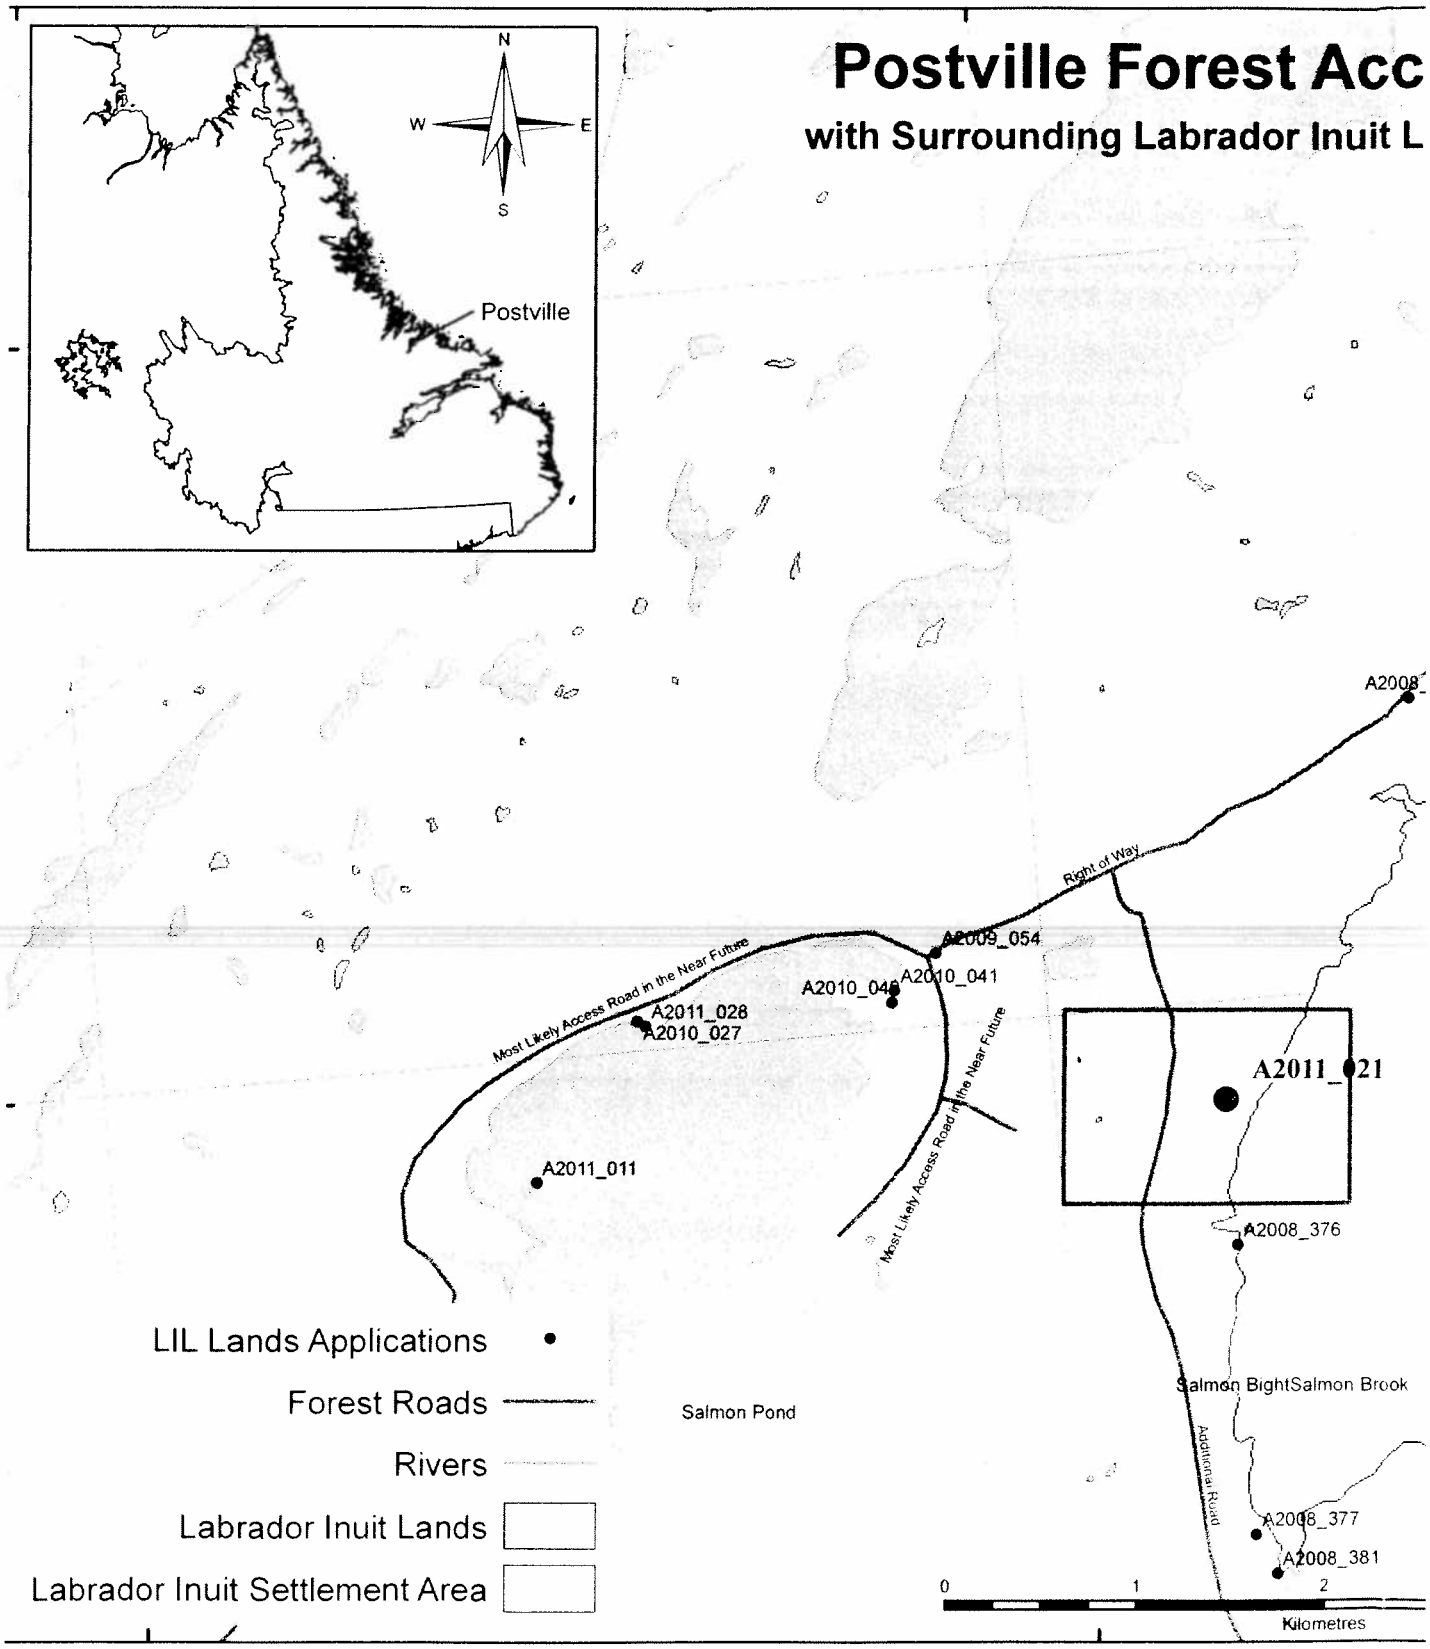 Postville Forest Acc
with Surrounding Labrador Inuit L
N
W
E
S
Postville
A2008_
Right of Way
A2009_054
Most Likely Access Road in the Near Future
A2010_041
A2010_04
A2011_028
A2010_027
Most Likely Access Road in the Near Future
A2011_021
A2011_011
A2008_376
LIL Lands Applications
Forest Roads
Rivers
Labrador Inuit Lands
Labrador Inuit Settlement Area
Salmon Pond
Salmon BightSalmon Brook
Additional Road
A2008_377
A2008_381
0
1
2
Kilometres